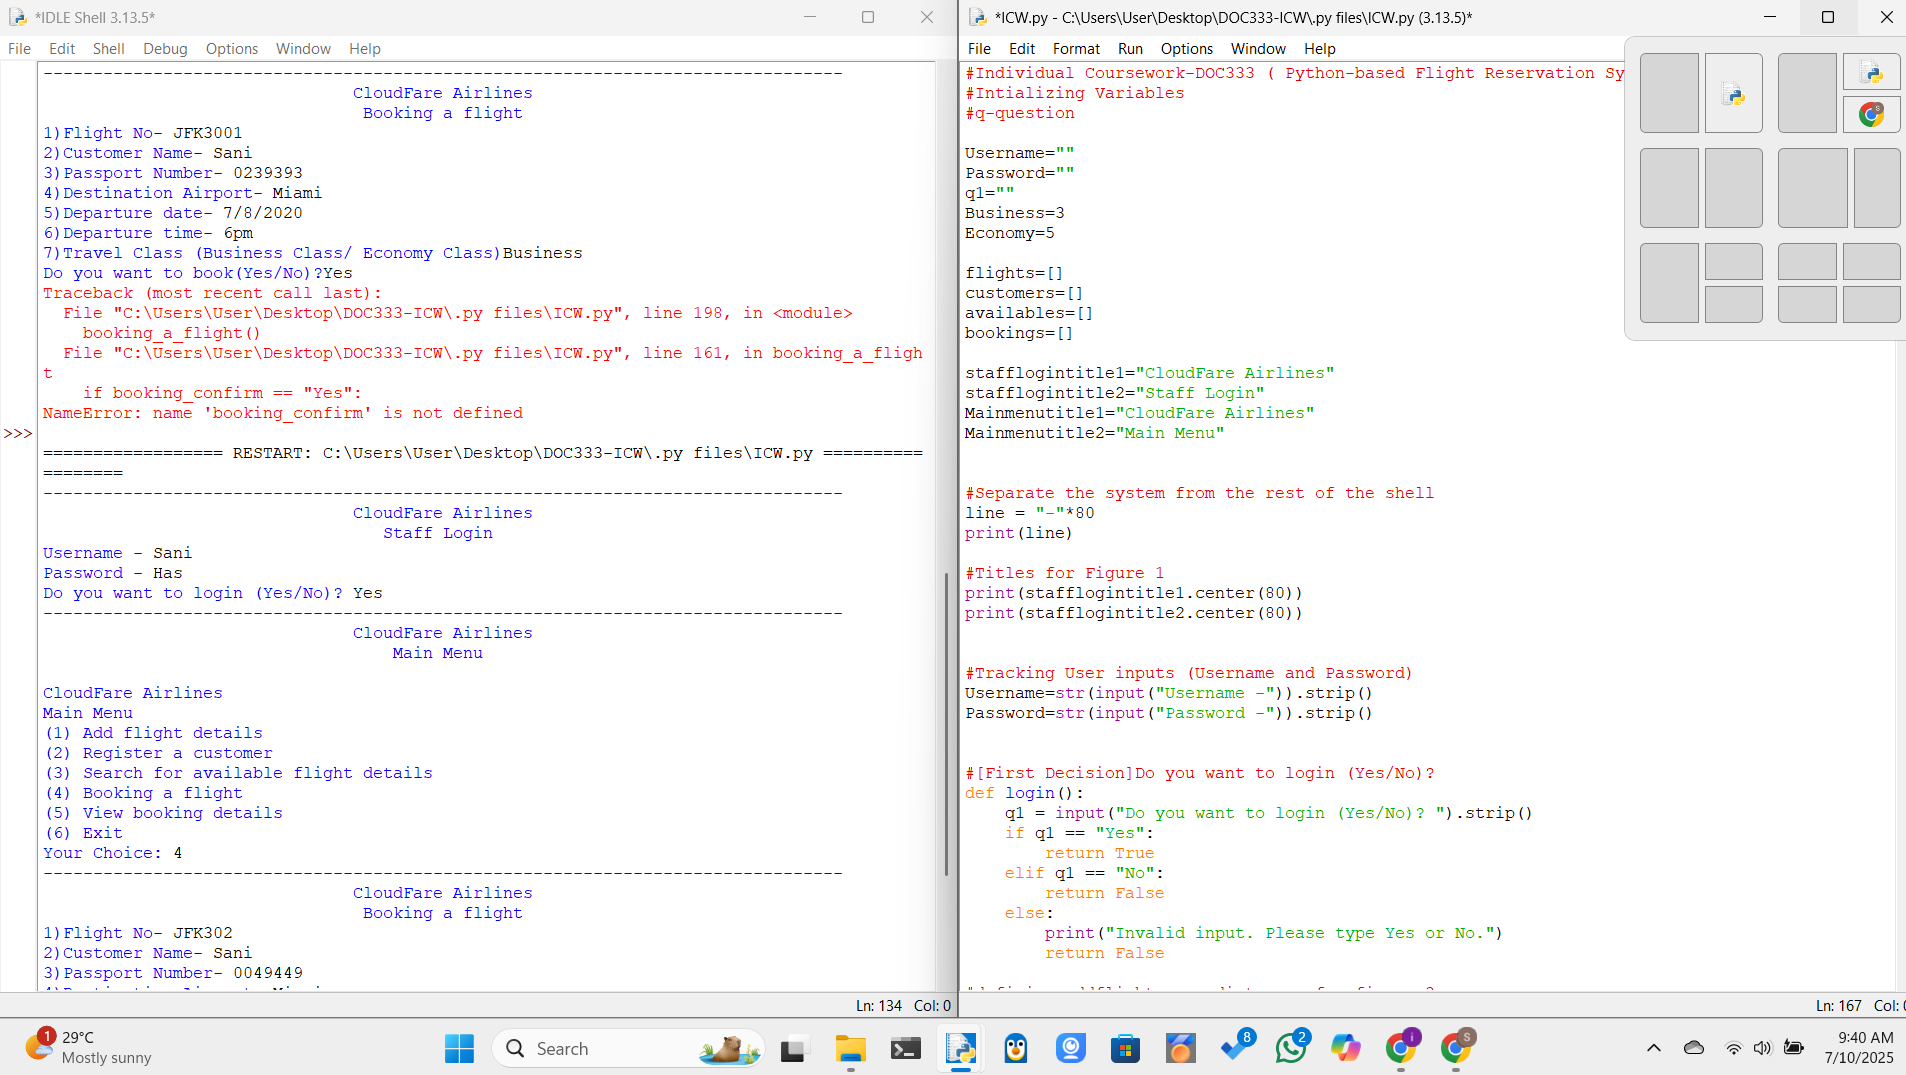 *IDLE Shell 3.13.5*
File Edit Shell Debug Options Window Help
--------------------------------------------------------------------------------
CloudFare Airlines
Booking a flight
1)Flight No- JFK3001
2)Customer Name- Sani
3)Passport Number- 0239393
4)Destination Airport- Miami
5)Departure date- 7/8/2020
6)Departure time- 6pm
7)Travel Class (Business Class/ Economy Class)Business
Do you want to book(Yes/No)?Yes
Traceback (most recent call last):
File "C:\Users\User\Desktop\DOC333-ICW\.py files\ICW.py", line 198, in <module>
booking_a_flight()
File "C:\Users\User\Desktop\DOC333-ICW\.py files\ICW.py", line 161, in booking_a_fligh
t
if booking_confirm == "Yes":
NameError: name 'booking_confirm' is not defined
>>>
================== RESTART: C:\Users\User\Desktop\DOC333-ICW\.py files\ICW.py ==========
========
--------------------------------------------------------------------------------
CloudFare Airlines
Staff Login
Username - Sani
Password - Has
Do you want to login (Yes/No)? Yes
--------------------------------------------------------------------------------
CloudFare Airlines
Main Menu
CloudFare Airlines
Main Menu
(1) Add flight details
(2) Register a customer
(3) Search for available flight details
(4) Booking a flight
(5) View booking details
(6) Exit
Your Choice: 4
--------------------------------------------------------------------------------
CloudFare Airlines
Booking a flight
1)Flight No- JFK302
2)Customer Name- Sani
3)Passport Number- 0049449
Ln: 134 Col: 0
*ICW.py - C:\Users\User\Desktop\DOC333-ICW\.py files\ICW.py (3.13.5)*
File Edit Format Run Options Window Help
#Individual Coursework-DOC333 ( Python-based Flight Reservation Sy
#Intializing Variables
#q-question
Username=""
Password=""
q1=""
Business=3
Economy=5
flights=[]
customers=[]
availables=[]
bookings=[]
stafflogintitle1="CloudFare Airlines"
stafflogintitle2="Staff Login"
Mainmenutitle1="CloudFare Airlines"
Mainmenutitle2="Main Menu"
#Separate the system from the rest of the shell
line = "-"*80
print(line)
#Titles for Figure 1
print(stafflogintitle1.center(80))
print(stafflogintitle2.center(80))
#Tracking User inputs (Username and Password)
Username=str(input("Username -")).strip()
Password=str(input("Password -")).strip()
#[First Decision]Do you want to login (Yes/No)?
def login():
q1 = input("Do you want to login (Yes/No)? ").strip()
if q1 == "Yes":
return True
elif q1 == "No":
return False
else:
print("Invalid input. Please type Yes or No.")
return False
Ln: 167 Col: 0
1
29°C
Mostly sunny
Search
8
2
i
S
9:40 AM
7/10/2025